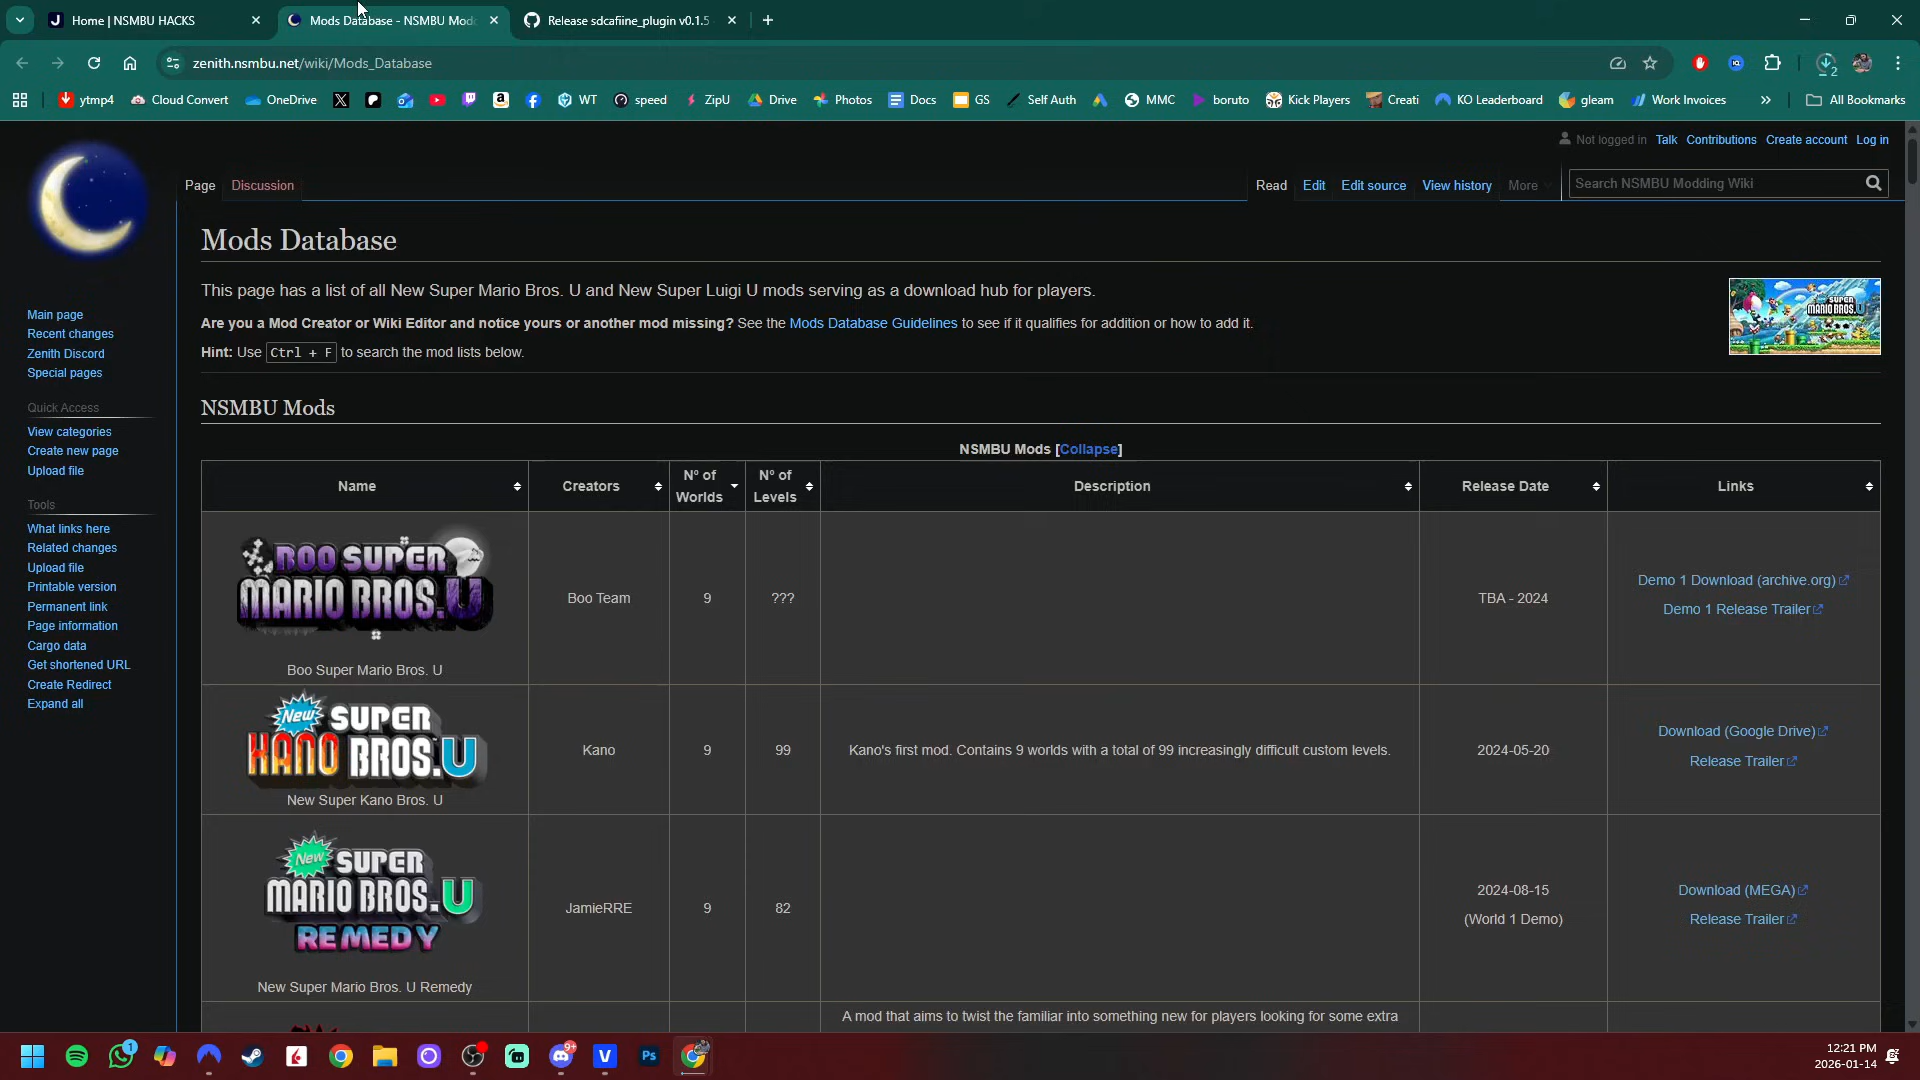 Home | NSMBU HACKS
Mods Database - NSMBU Mod
Release sdcafiine_plugin v0.1.5
zenith.nsmbu.net/wiki/Mods_Database
2
ytmp4
Cloud Convert
OneDrive
WT
speed
ZipU
Drive
Photos
Docs
GS
Self Auth
MMC
boruto
Kick Players
Creati
KO Leaderboard
gleam
Work Invoices
All Bookmarks
Not logged in
Talk
Contributions
Create account
Log in
Page
Discussion
Read
Edit
Edit source
View history
More
Search NSMBU Modding Wiki
Mods Database
This page has a list of all New Super Mario Bros. U and New Super Luigi U mods serving as a download hub for players.
Are you a Mod Creator or Wiki Editor and notice yours or another mod missing? See the Mods Database Guidelines to see if it qualifies for addition or how to add it.
Hint: Use Ctrl + F to search the mod lists below.
Main page
Recent changes
Zenith Discord
Special pages
Quick Access
View categories
Create new page
Upload file
Tools
What links here
Related changes
Upload file
Printable version
Permanent link
Page information
Cargo data
Get shortened URL
Create Redirect
Expand all
NSMBU Mods
NSMBU Mods [Collapse]
Name
Creators
Nº of Worlds
Nº of Levels
Description
Release Date
Links
BOO SUPER
MARIO BROS.U
Boo Super Mario Bros. U
Boo Team
9
???
TBA - 2024
Demo 1 Download (archive.org)
Demo 1 Release Trailer
New SUPER
KANO BROS.U
New Super Kano Bros. U
Kano
9
99
Kano's first mod. Contains 9 worlds with a total of 99 increasingly difficult custom levels.
2024-05-20
Download (Google Drive)
Release Trailer
New SUPER
MARIO BROS.U
REMEDY
New Super Mario Bros. U Remedy
JamieRRE
9
82
2024-08-15
(World 1 Demo)
Download (MEGA)
Release Trailer
A mod that aims to twist the familiar into something new for players looking for some extra
1
9+
V
Ps
12:21 PM
2026-01-14